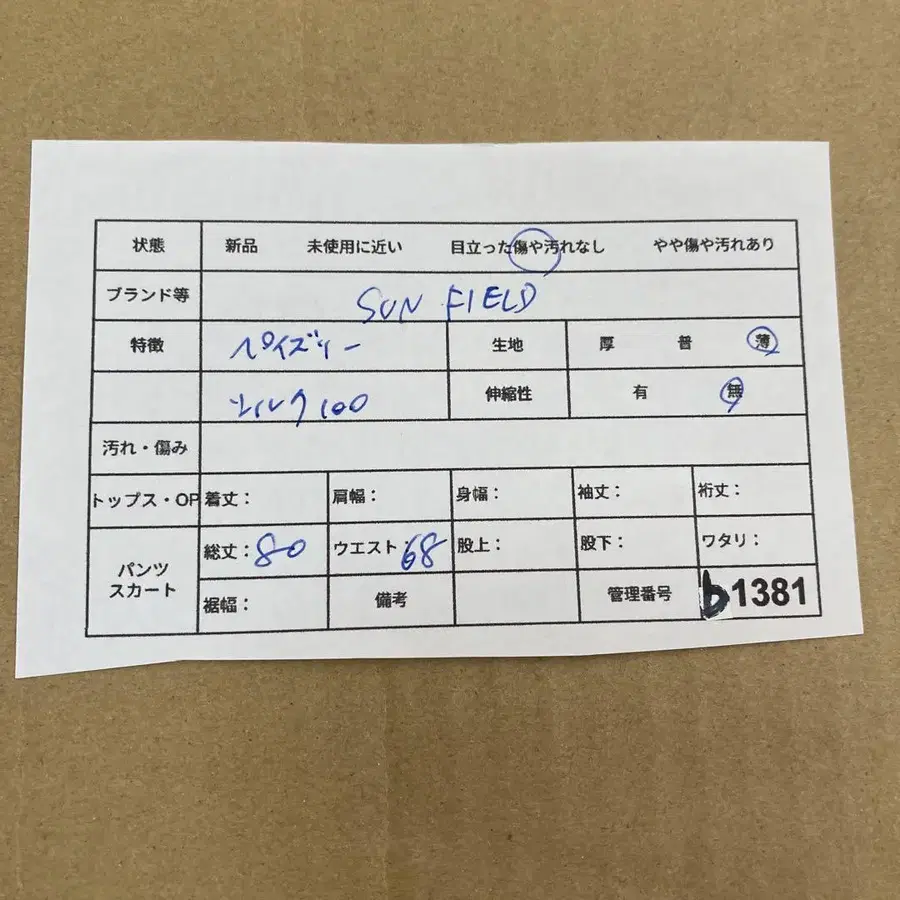 状態 新品 未使用に近い 目立った傷や汚れなし やや傷や汚れあり
ブランド等 SUN FIELD
特徴 ペイズリー 生地 厚 普 薄
シルク100 伸縮性 有 無
汚れ・傷み
トップス・OP 着丈： 肩幅： 身幅： 袖丈： 裄丈：
パンツ スカート 総丈：80 ウエスト：68 股上： 股下： ワタリ：
裾幅： 備考 管理番号 b1381